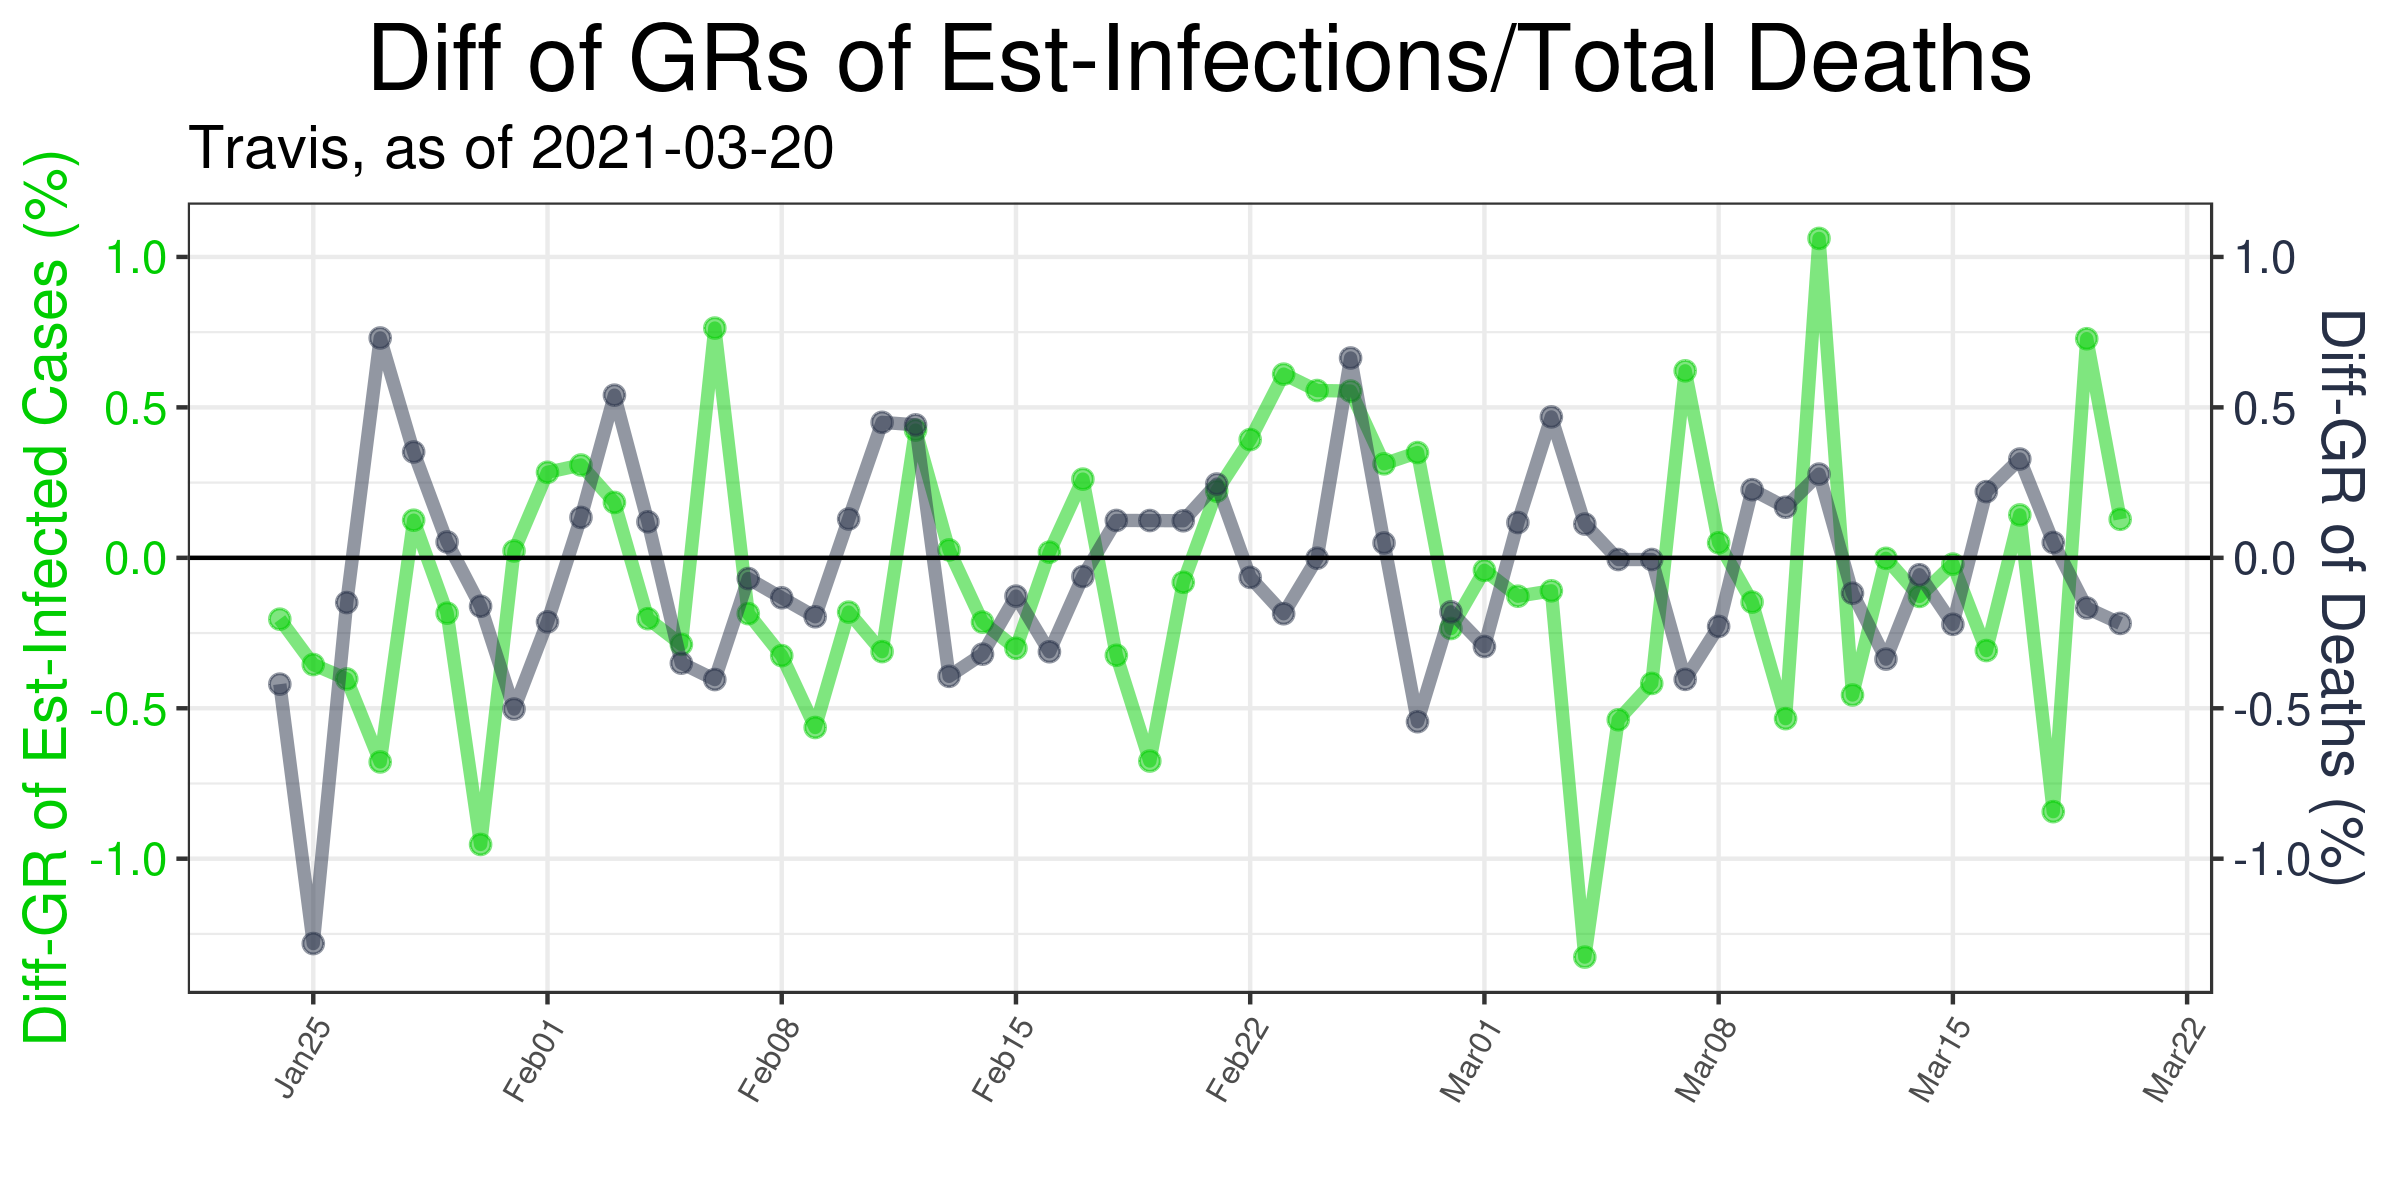 Diff of GRs of Est-Infections/Total Deaths
Travis, as of 2021-03-20
Diff-GR of Est-Infected Cases (%)
1.0
0.5
0.0
-0.5
-1.0
1.0
0.5
0.0
-0.5
-1.0
Diff-GR of Deaths (%)
Jan25
Feb01
Feb08
Feb15
Feb22
Mar01
Mar08
Mar15
Mar22